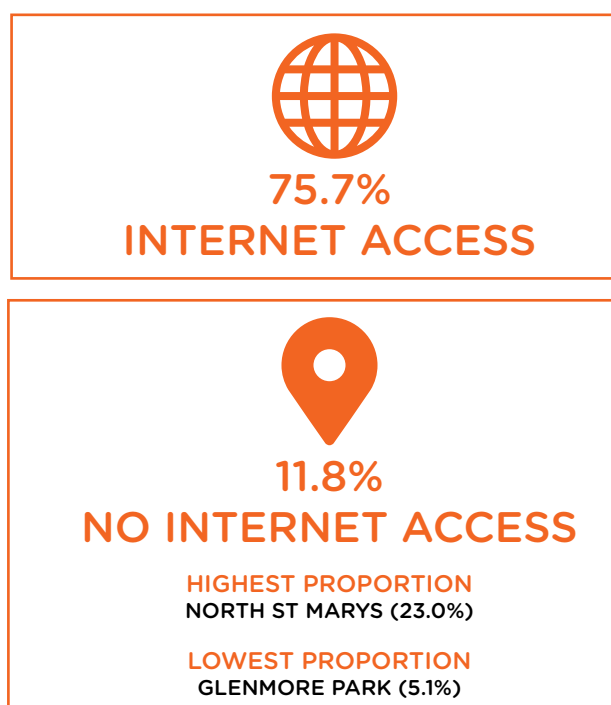 75.7%
INTERNET ACCESS
11.8%
NO INTERNET ACCESS
HIGHEST PROPORTION
NORTH ST MARYS (23.0%)
LOWEST PROPORTION
GLENMORE PARK (5.1%)